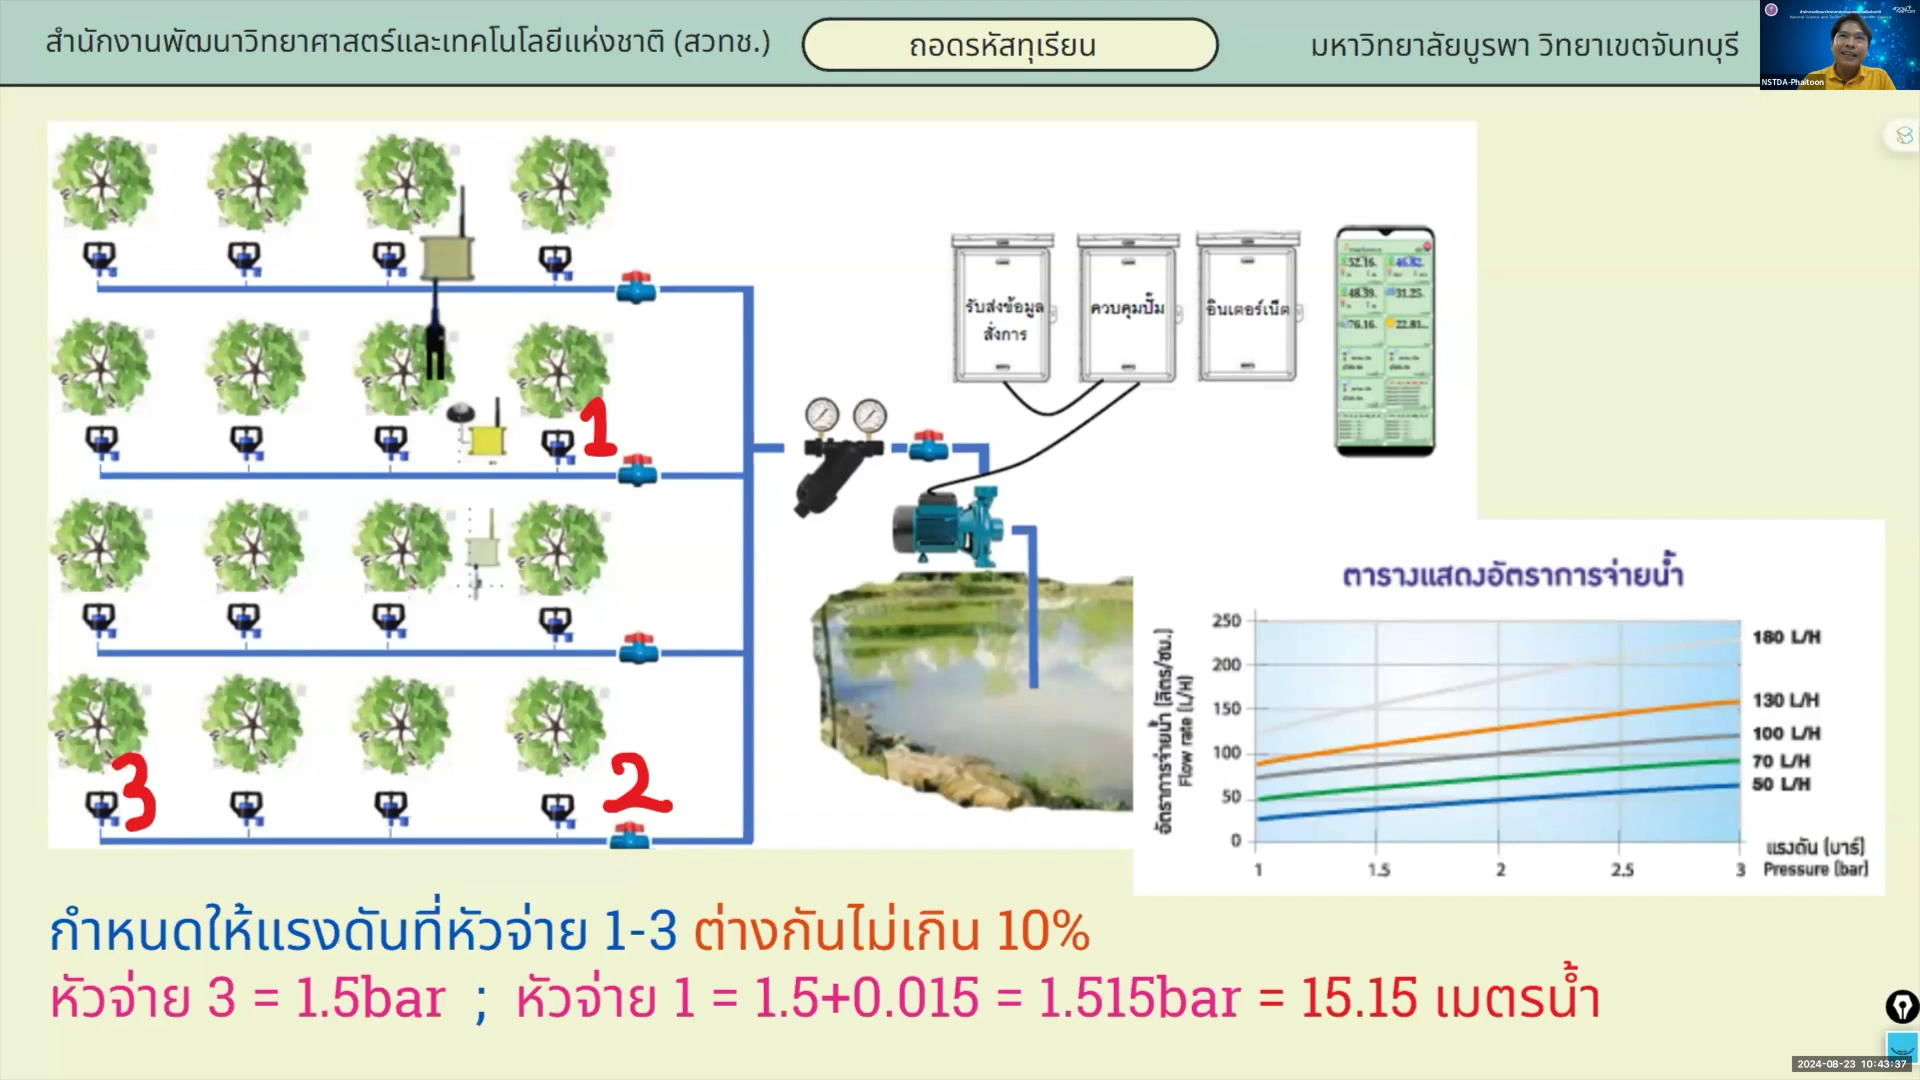 สำนักงานพัฒนาวิทยาศาสตร์และเทคโนโลยีแห่งชาติ (สวทช.)
ถอดรหัสทุเรียน
มหาวิทยาลัยบูรพา วิทยาเขตจันทบุรี
NSTDA-Phaitoon
รับส่งข้อมูล
สั่งการ
ควบคุมปั๊ม
อินเตอร์เน็ต
52.16
46.82
48.39
31.25
76.16
22.81
1
2
3
ตารางแสดงอัตราการจ่ายน้ำ
อัตราการจ่ายน้ำ (ลิตร/ชม.)
Flow rate (L/H)
250
200
150
100
50
0
1
1.5
2
2.5
3
180 L/H
130 L/H
100 L/H
70 L/H
50 L/H
แรงดัน (บาร์)
Pressure (bar)
กำหนดให้แรงดันที่หัวจ่าย 1-3 ต่างกันไม่เกิน 10%
หัวจ่าย 3 = 1.5bar ; หัวจ่าย 1 = 1.5+0.015 = 1.515bar = 15.15 เมตรน้ำ
2024-08-23 10:43:37